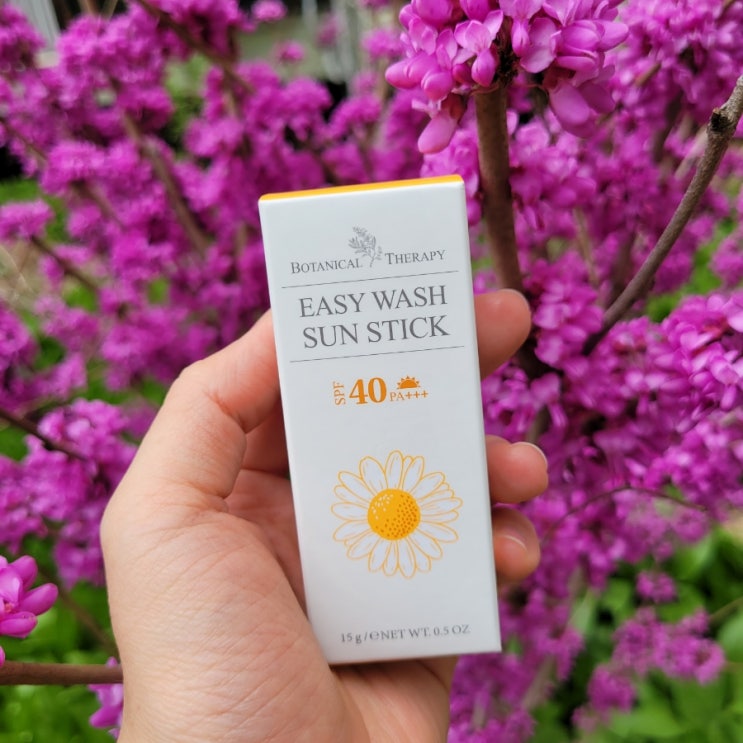 BOTANICAL THERAPY
EASY WASH
SUN STICK
SPF 40 PA+++
15 g / ℮ NET WT. 0.5 OZ